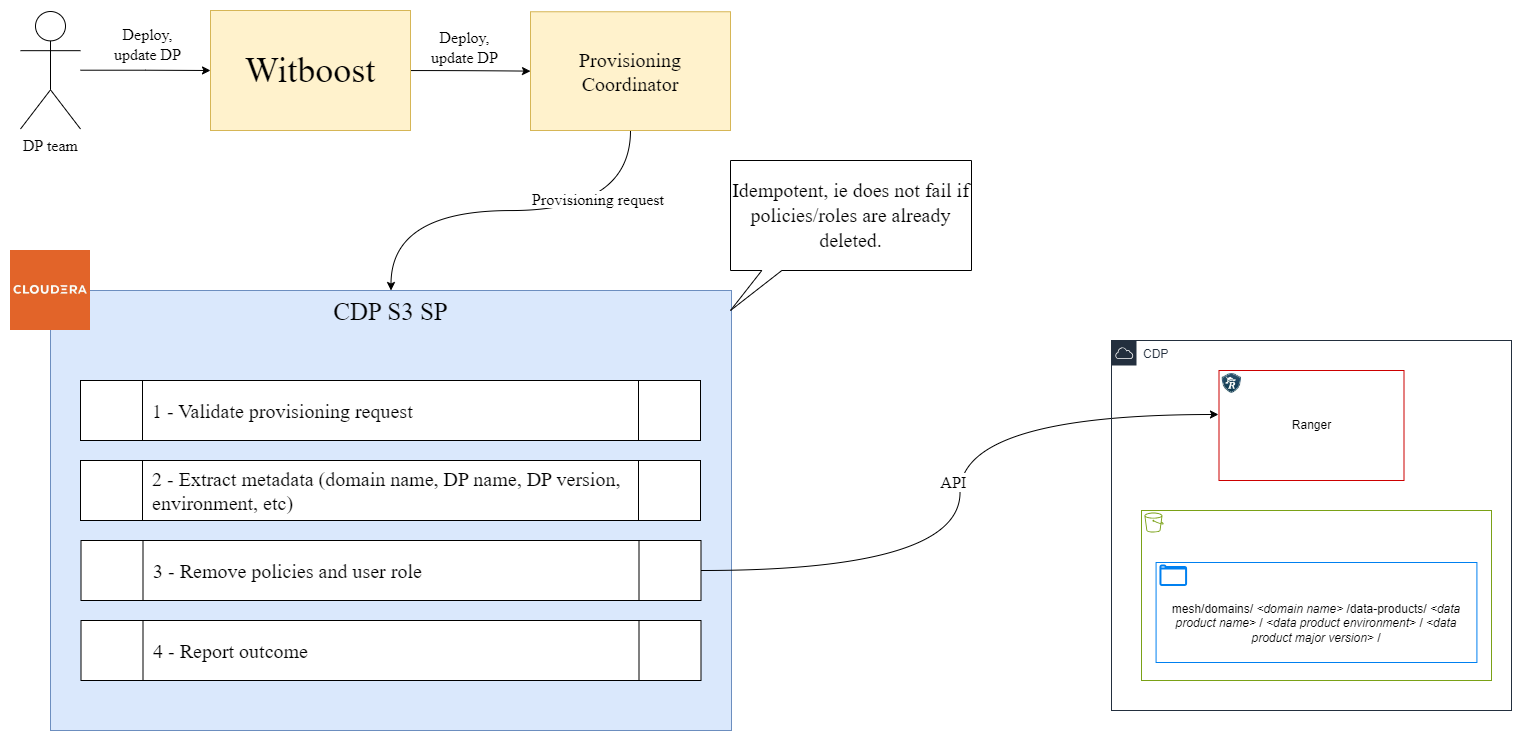 Deploy,
update DP
Witboost
Deploy,
update DP
Provisioning
Coordinator
DP team
Provisioning request
Idempotent, ie does not fail if
policies/roles are already
deleted.
CLOUDERA
CDP S3 SP
1 - Validate provisioning request
2 - Extract metadata (domain name, DP name, DP version,
environment, etc)
3 - Remove policies and user role
4 - Report outcome
API
CDP
R
Ranger
mesh/domains/ <domain name> /data-products/ <data
product name> / <data product environment> / <data
product major version> /